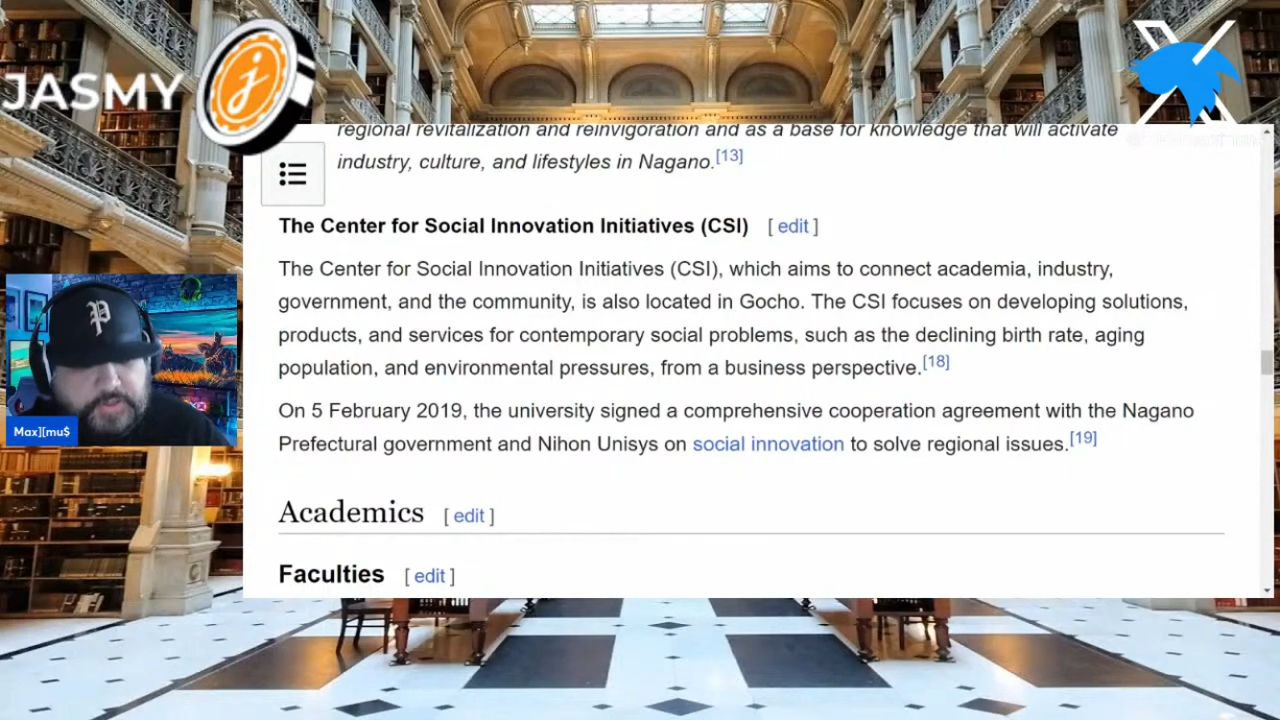 JASMY
regional revitalization and reinvigoration and as a base for knowledge that will activate
industry, culture, and lifestyles in Nagano.[13]
The Center for Social Innovation Initiatives (CSI) [ edit ]
The Center for Social Innovation Initiatives (CSI), which aims to connect academia, industry,
government, and the community, is also located in Gocho. The CSI focuses on developing solutions,
products, and services for contemporary social problems, such as the declining birth rate, aging
population, and environmental pressures, from a business perspective.[18]
On 5 February 2019, the university signed a comprehensive cooperation agreement with the Nagano
Prefectural government and Nihon Unisys on social innovation to solve regional issues.[19]
Academics [ edit ]
Faculties [ edit ]
P
Max][mu$